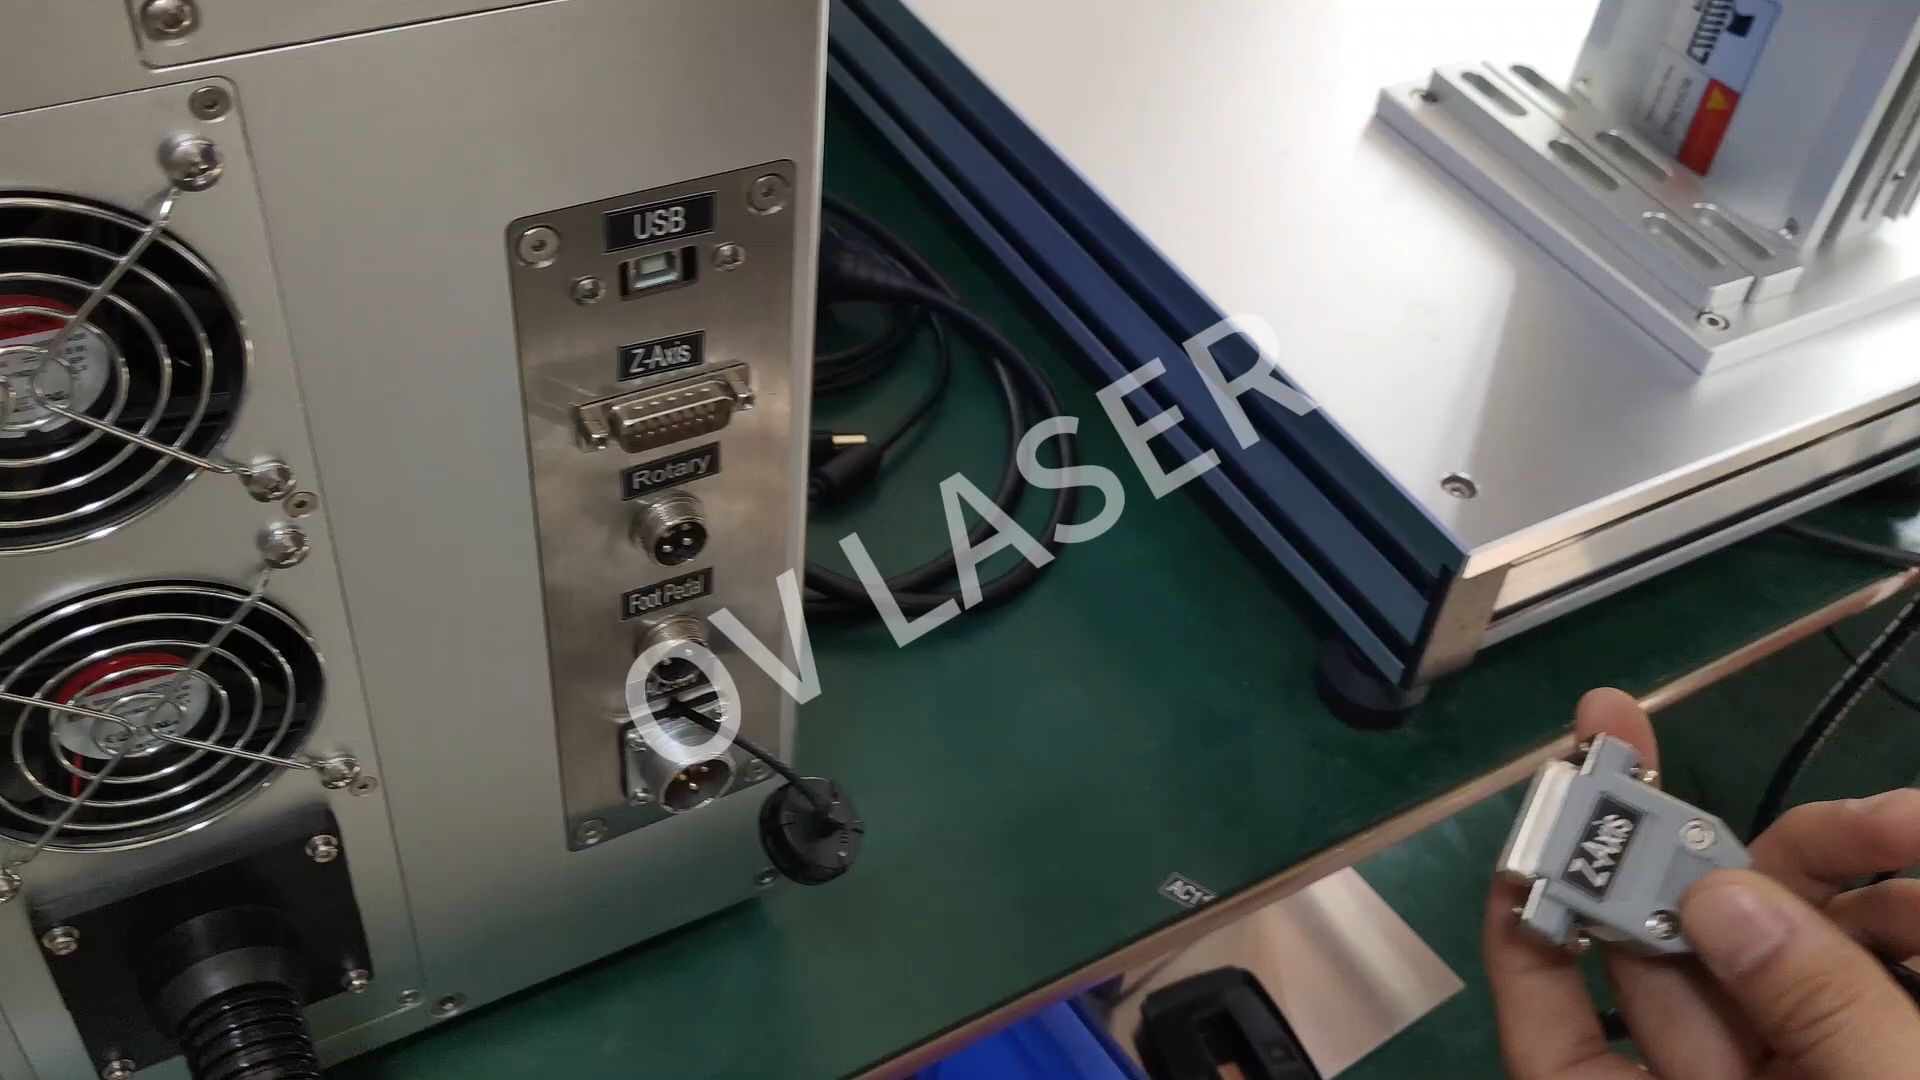 USB
Z-Axis
Rotary
Foot Pedal
OV LASER
Z-Axis